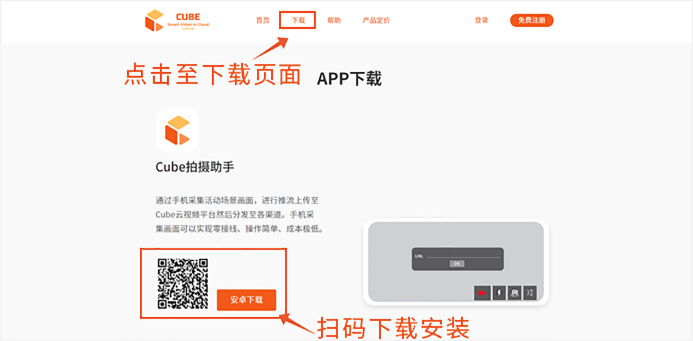 CUBE
Smart Video in Cloud
首页 下载 帮助 产品定价 登录 免费注册
点击至下载页面
APP下载
Cube拍摄助手
通过手机采集活动场景画面，进行推流上传至
Cube云视频平台然后分发至各渠道。手机采
集画面可以实现零接线、操作简单、成本极低。
URL
OK
安卓下载
扫码下载安装